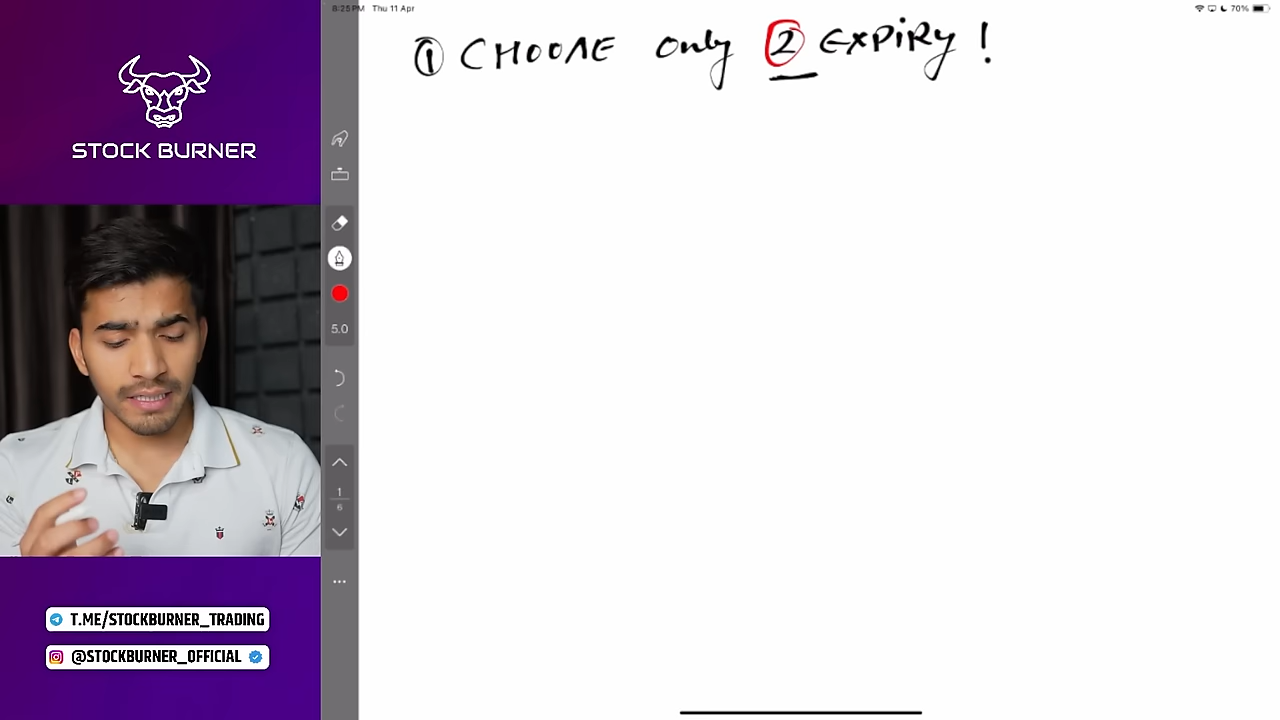 8:25 PM Thu 11 Apr
70%
① CHOOSE only 2 EXPIRY !
STOCK BURNER
5.0
1
6
T.ME/STOCKBURNER_TRADING
@STOCKBURNER_OFFICIAL